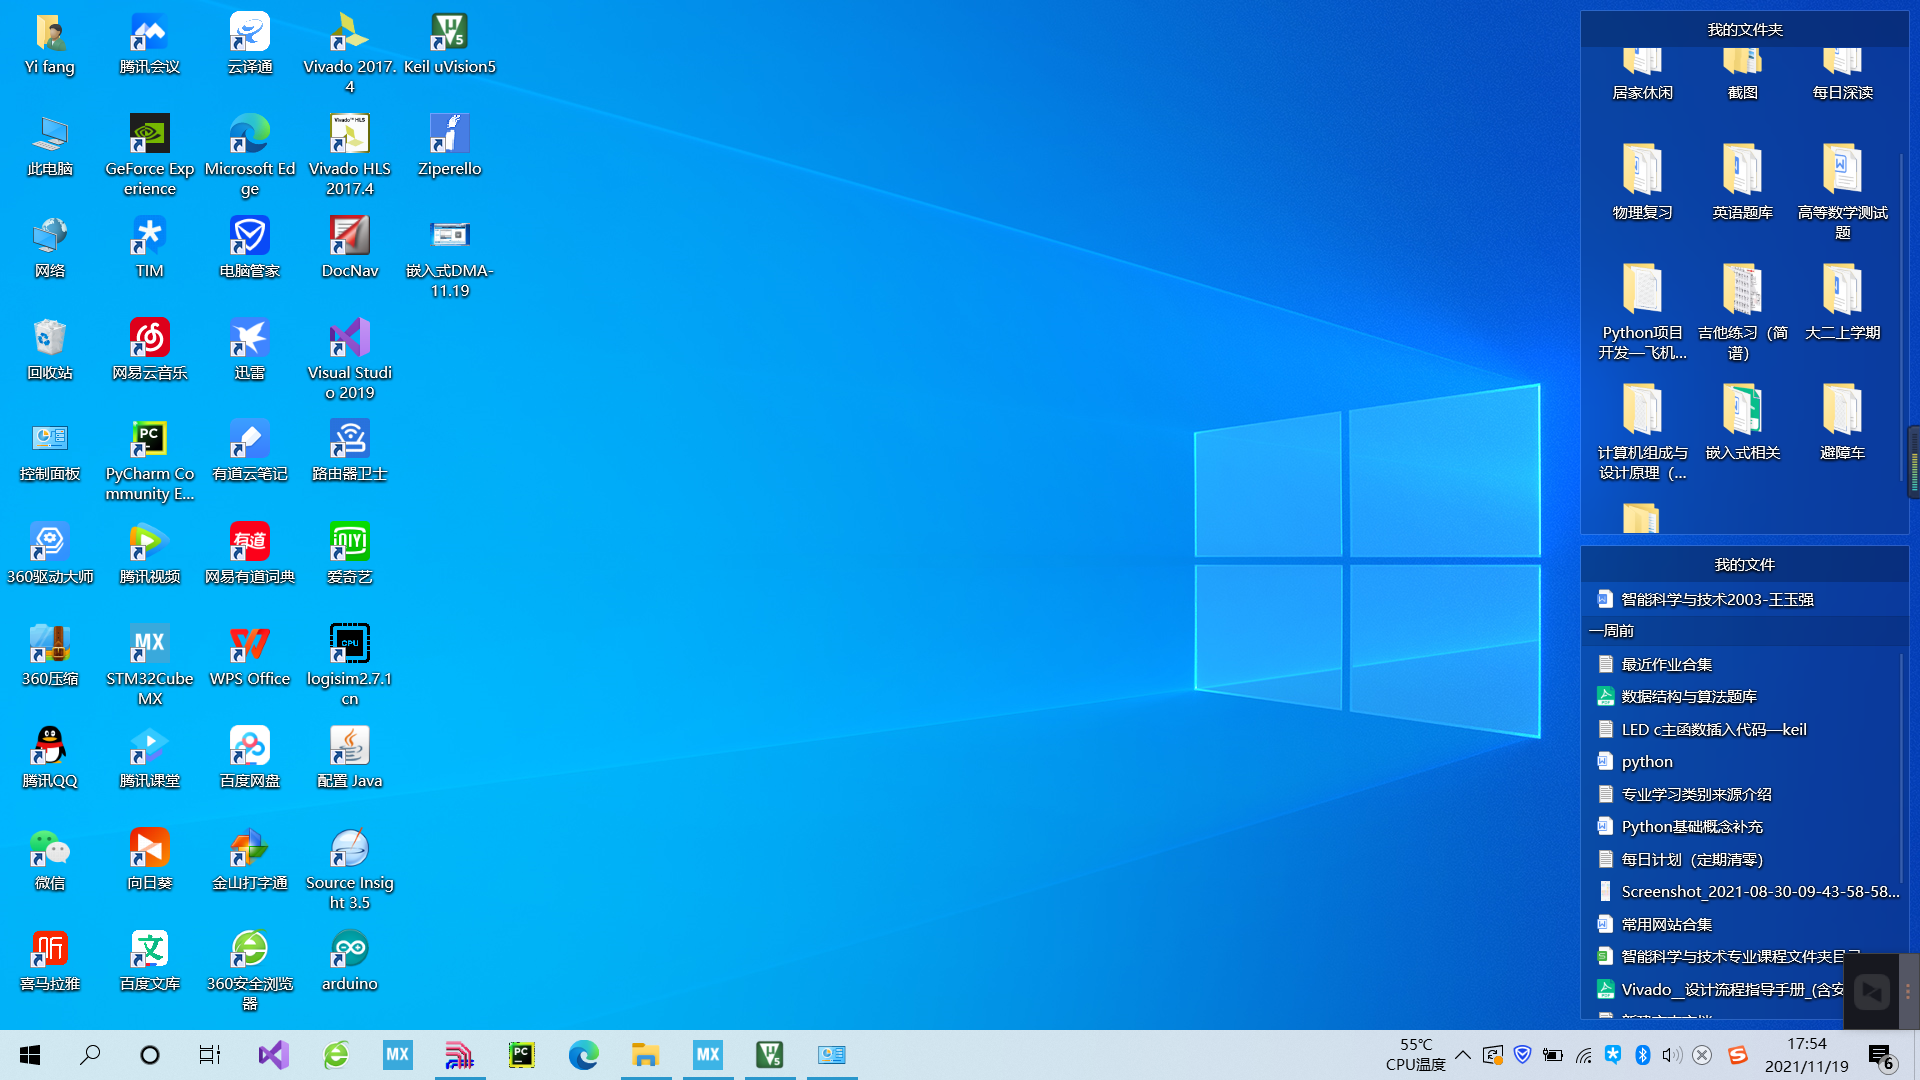 Yi fang
腾讯会议
云译通
Vivado 2017.
4
Keil uVision5
此电脑
GeForce Exp
erience
Microsoft Ed
ge
Vivado HLS
2017.4
Ziperello
网络
TIM
电脑管家
DocNav
嵌入式DMA-
11.19
回收站
网易云音乐
迅雷
Visual Studi
o 2019
控制面板
PyCharm Co
mmunity E...
有道云笔记
路由器卫士
360驱动大师
腾讯视频
网易有道词典
爱奇艺
360压缩
STM32Cube
MX
WPS Office
logisim2.7.1
cn
腾讯QQ
腾讯课堂
百度网盘
配置 Java
微信
向日葵
金山打字通
Source Insig
ht 3.5
喜马拉雅
百度文库
360安全浏览
器
arduino
我的文件夹
居家休闲
截图
每日深读
物理复习
英语题库
高等数学测试
题
Python项目
开发—飞机...
吉他练习（简
谱）
大二上学期
计算机组成与
设计原理（...
嵌入式相关
避障车
我的文件
智能科学与技术2003-王玉强
一周前
最近作业合集
数据结构与算法题库
LED c主函数插入代码—keil
python
专业学习类别来源介绍
Python基础概念补充
每日计划（定期清零）
Screenshot_2021-08-30-09-43-58-58...
常用网站合集
智能科学与技术专业课程文件夹目录
Vivado__设计流程指导手册_(含安
55℃
CPU温度
17:54
2021/11/19
6